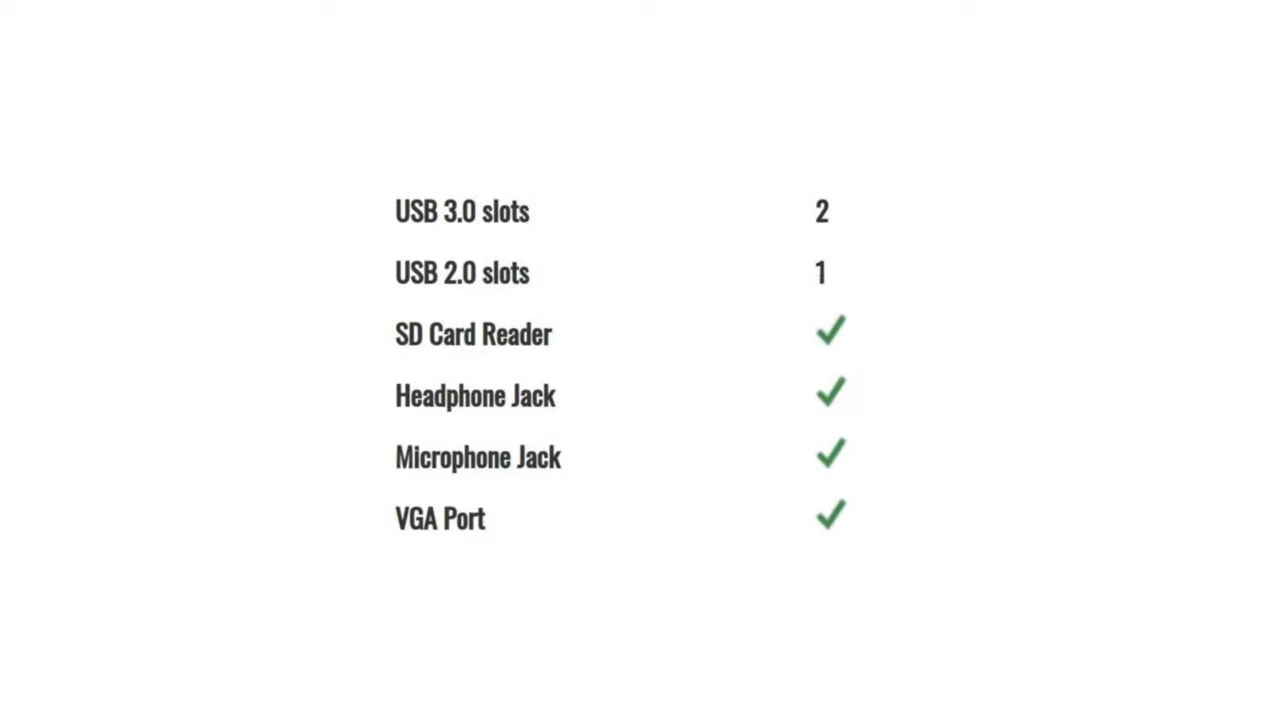 USB 3.0 slots 2
USB 2.0 slots 1
SD Card Reader ✓
Headphone Jack ✓
Microphone Jack ✓
VGA Port ✓